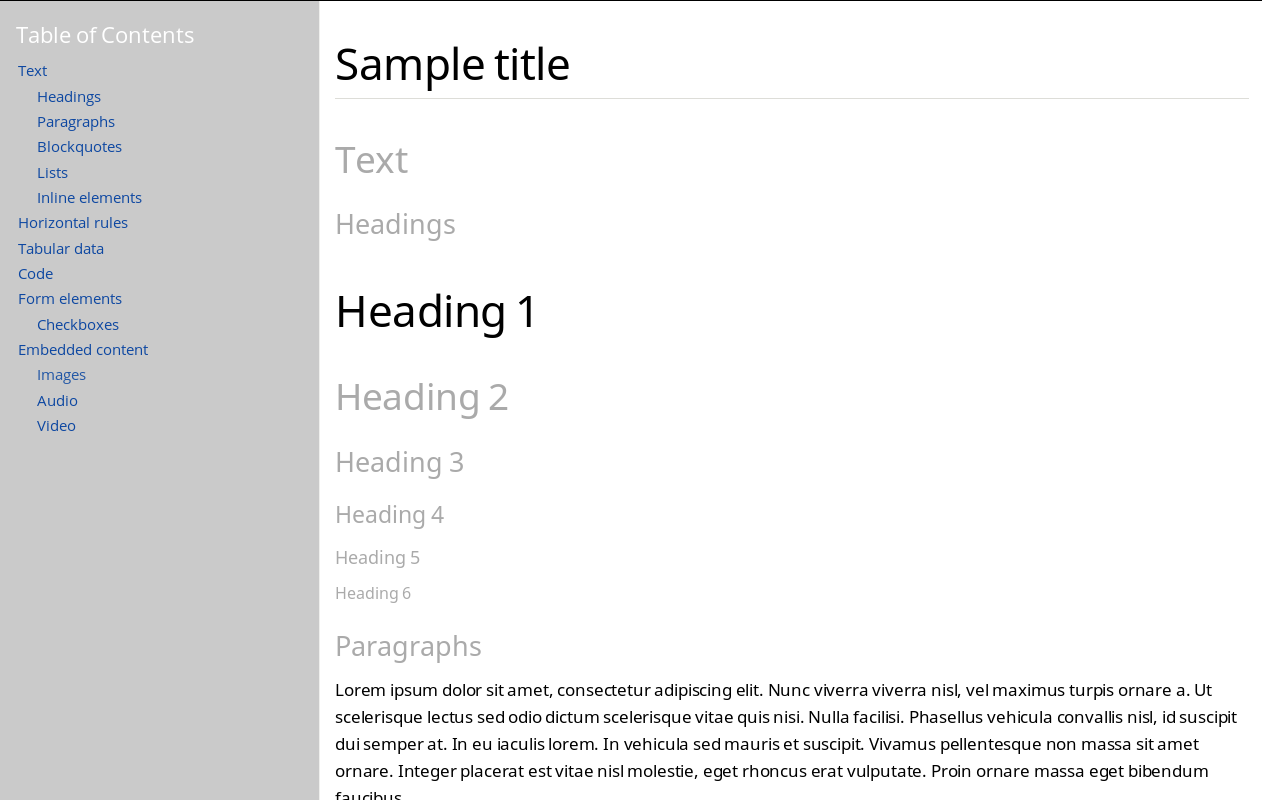 Table of Contents
Text
Headings
Paragraphs
Blockquotes
Lists
Inline elements
Horizontal rules
Tabular data
Code
Form elements
Checkboxes
Embedded content
Images
Audio
Video
Sample title
Text
Headings
Heading 1
Heading 2
Heading 3
Heading 4
Heading 5
Heading 6
Paragraphs
Lorem ipsum dolor sit amet, consectetur adipiscing elit. Nunc viverra viverra nisl, vel maximus turpis ornare a. Ut
scelerisque lectus sed odio dictum scelerisque vitae quis nisi. Nulla facilisi. Phasellus vehicula convallis nisl, id suscipit
dui semper at. In eu iaculis lorem. In vehicula sed mauris et suscipit. Vivamus pellentesque non massa sit amet
ornare. Integer placerat est vitae nisl molestie, eget rhoncus erat vulputate. Proin ornare massa eget bibendum
faucibus.